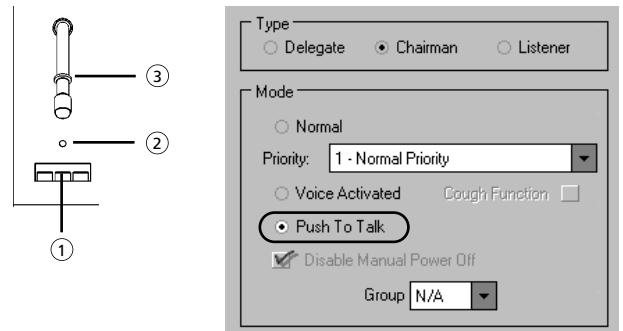 ③
②
①
Type
Delegate Chairman Listener
Mode
Normal
Priority: 1 - Normal Priority
Voice Activated Cough Function
Push To Talk
Disable Manual Power Off
Group N/A